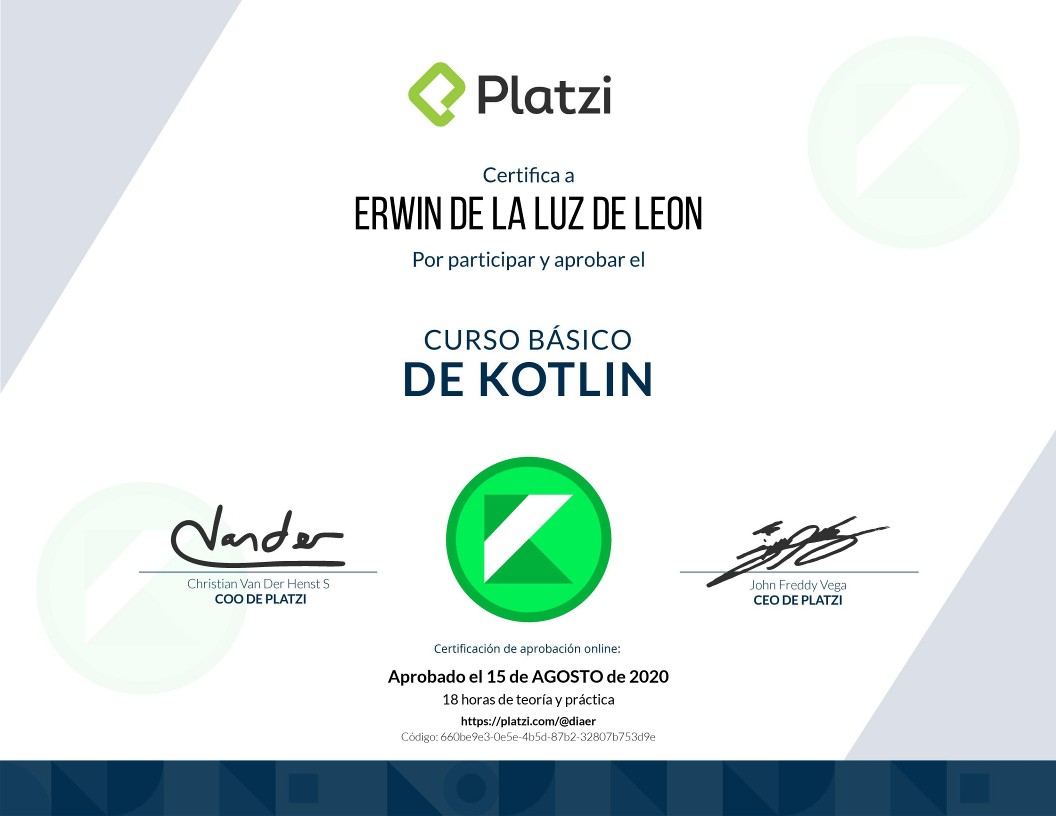 Platzi
Certifica a
ERWIN DE LA LUZ DE LEON
Por participar y aprobar el
CURSO BÁSICO
DE KOTLIN
Vander
Christian Van Der Henst S
COO DE PLATZI
John Freddy Vega
CEO DE PLATZI
Certificación de aprobación online:
Aprobado el 15 de AGOSTO de 2020
18 horas de teoría y práctica
https://platzi.com/@diaer
Código: 660be9e3-0e5e-4b5d-87b2-32807b753d9e